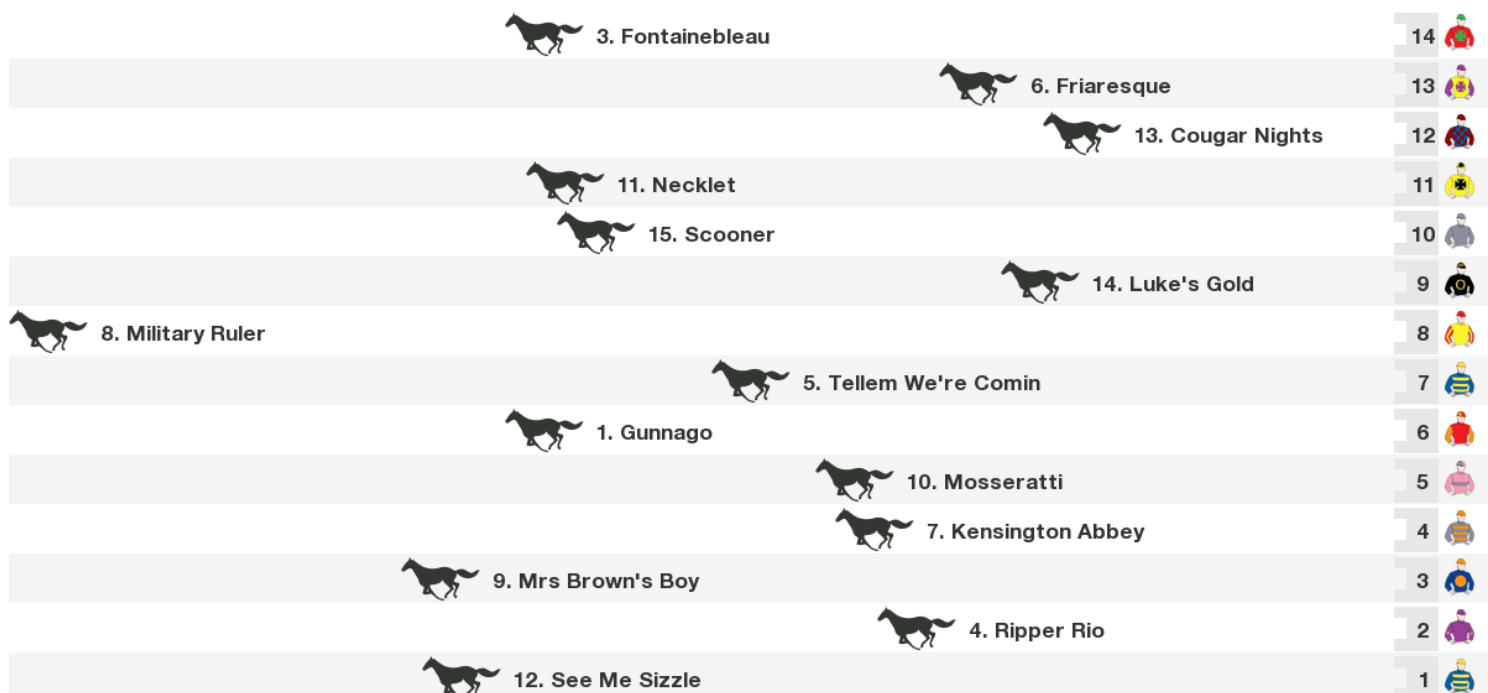 3. Fontainebleau 14
6. Friaresque 13
13. Cougar Nights 12
11. Necklet 11
15. Scooner 10
14. Luke's Gold 9
8. Military Ruler 8
5. Tellem We're Comin 7
1. Gunnago 6
10. Mosseratti 5
7. Kensington Abbey 4
9. Mrs Brown's Boy 3
4. Ripper Rio 2
12. See Me Sizzle 1